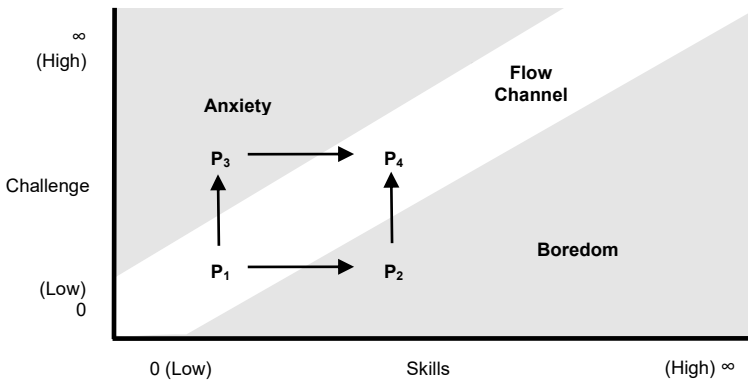 ∞
(High)
Flow
Channel
Anxiety
P₃
P₄
Challenge
Boredom
P₁
P₂
(Low)
0
0 (Low)
Skills
(High) ∞